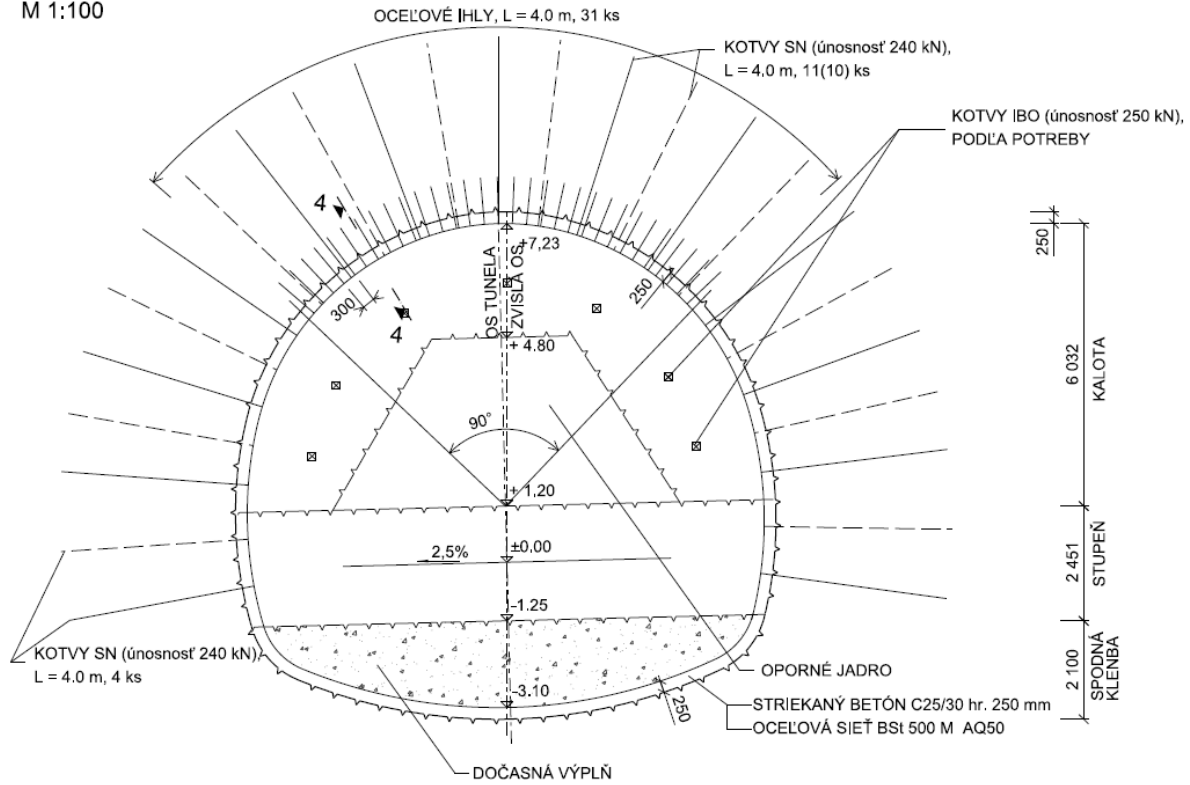 M 1:100
OCEĽOVÉ IHLY, L = 4.0 m, 31 ks
KOTVY SN (únosnosť 240 kN),
L = 4.0 m, 11(10) ks
KOTVY IBO (únosnosť 250 kN),
PODĽA POTREBY
4
4
300
250
250
OS TUNELA
ZVISLÁ OS
+7,23
+ 4.80
90°
+ 1,20
2,5%
±0,00
-1.25
-3.10
250
6 032
KALOTA
2 451
STUPEŇ
2 100
SPODNÁ
KLENBA
KOTVY SN (únosnosť 240 kN),
L = 4.0 m, 4 ks
OPORNÉ JADRO
STRIEKANÝ BETÓN C25/30 hr. 250 mm
OCEĽOVÁ SIEŤ BSt 500 M AQ50
DOČASNÁ VÝPLŇ